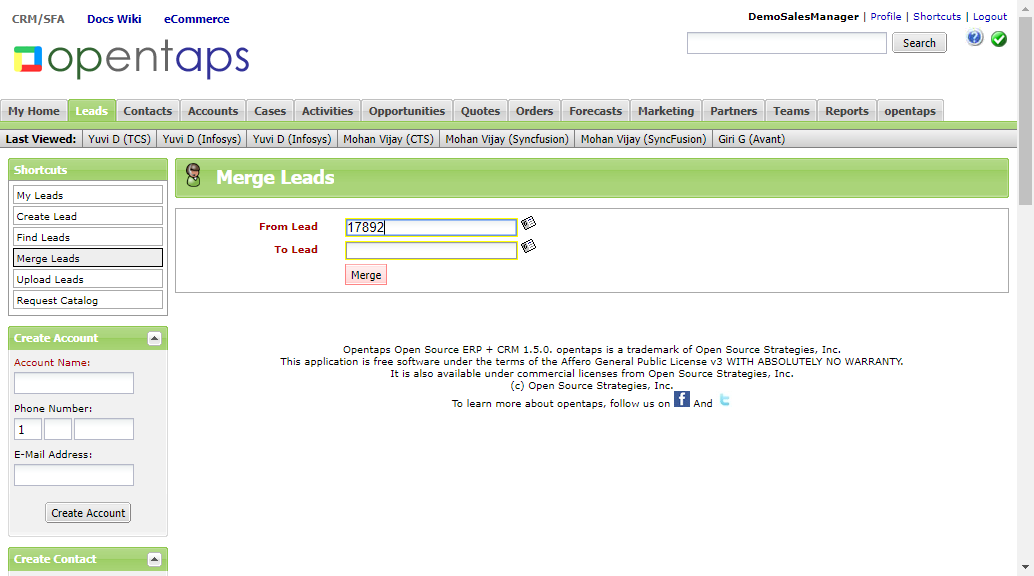 CRM/SFA Docs Wiki eCommerce
DemoSalesManager | Profile | Shortcuts | Logout
opentaps
Search
My Home Leads Contacts Accounts Cases Activities Opportunities Quotes Orders Forecasts Marketing Partners Teams Reports opentaps
Last Viewed: Yuvi D (TCS) Yuvi D (Infosys) Yuvi D (Infosys) Mohan Vijay (CTS) Mohan Vijay (Syncfusion) Mohan Vijay (SyncFusion) Giri G (Avant)
Shortcuts
My Leads
Create Lead
Find Leads
Merge Leads
Upload Leads
Request Catalog
Create Account
Account Name:
Phone Number:
1
E-Mail Address:
Create Account
Create Contact
Merge Leads
From Lead 17892
To Lead
Merge
Opentaps Open Source ERP + CRM 1.5.0. opentaps is a trademark of Open Source Strategies, Inc.
This application is free software under the terms of the Affero General Public License v3 WITH ABSOLUTELY NO WARRANTY.
It is also available under commercial licenses from Open Source Strategies, Inc.
(c) Open Source Strategies, Inc.
To learn more about opentaps, follow us on f And t